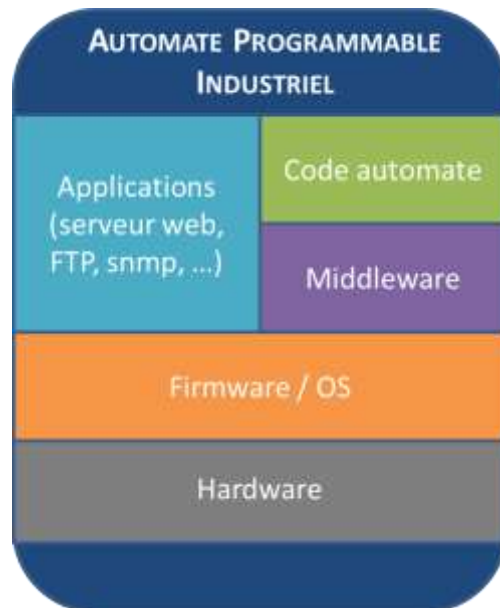 AUTOMATE PROGRAMMABLE
INDUSTRIEL
Applications
(serveur web,
FTP, snmp, ...)
Code automate
Middleware
Firmware / OS
Hardware